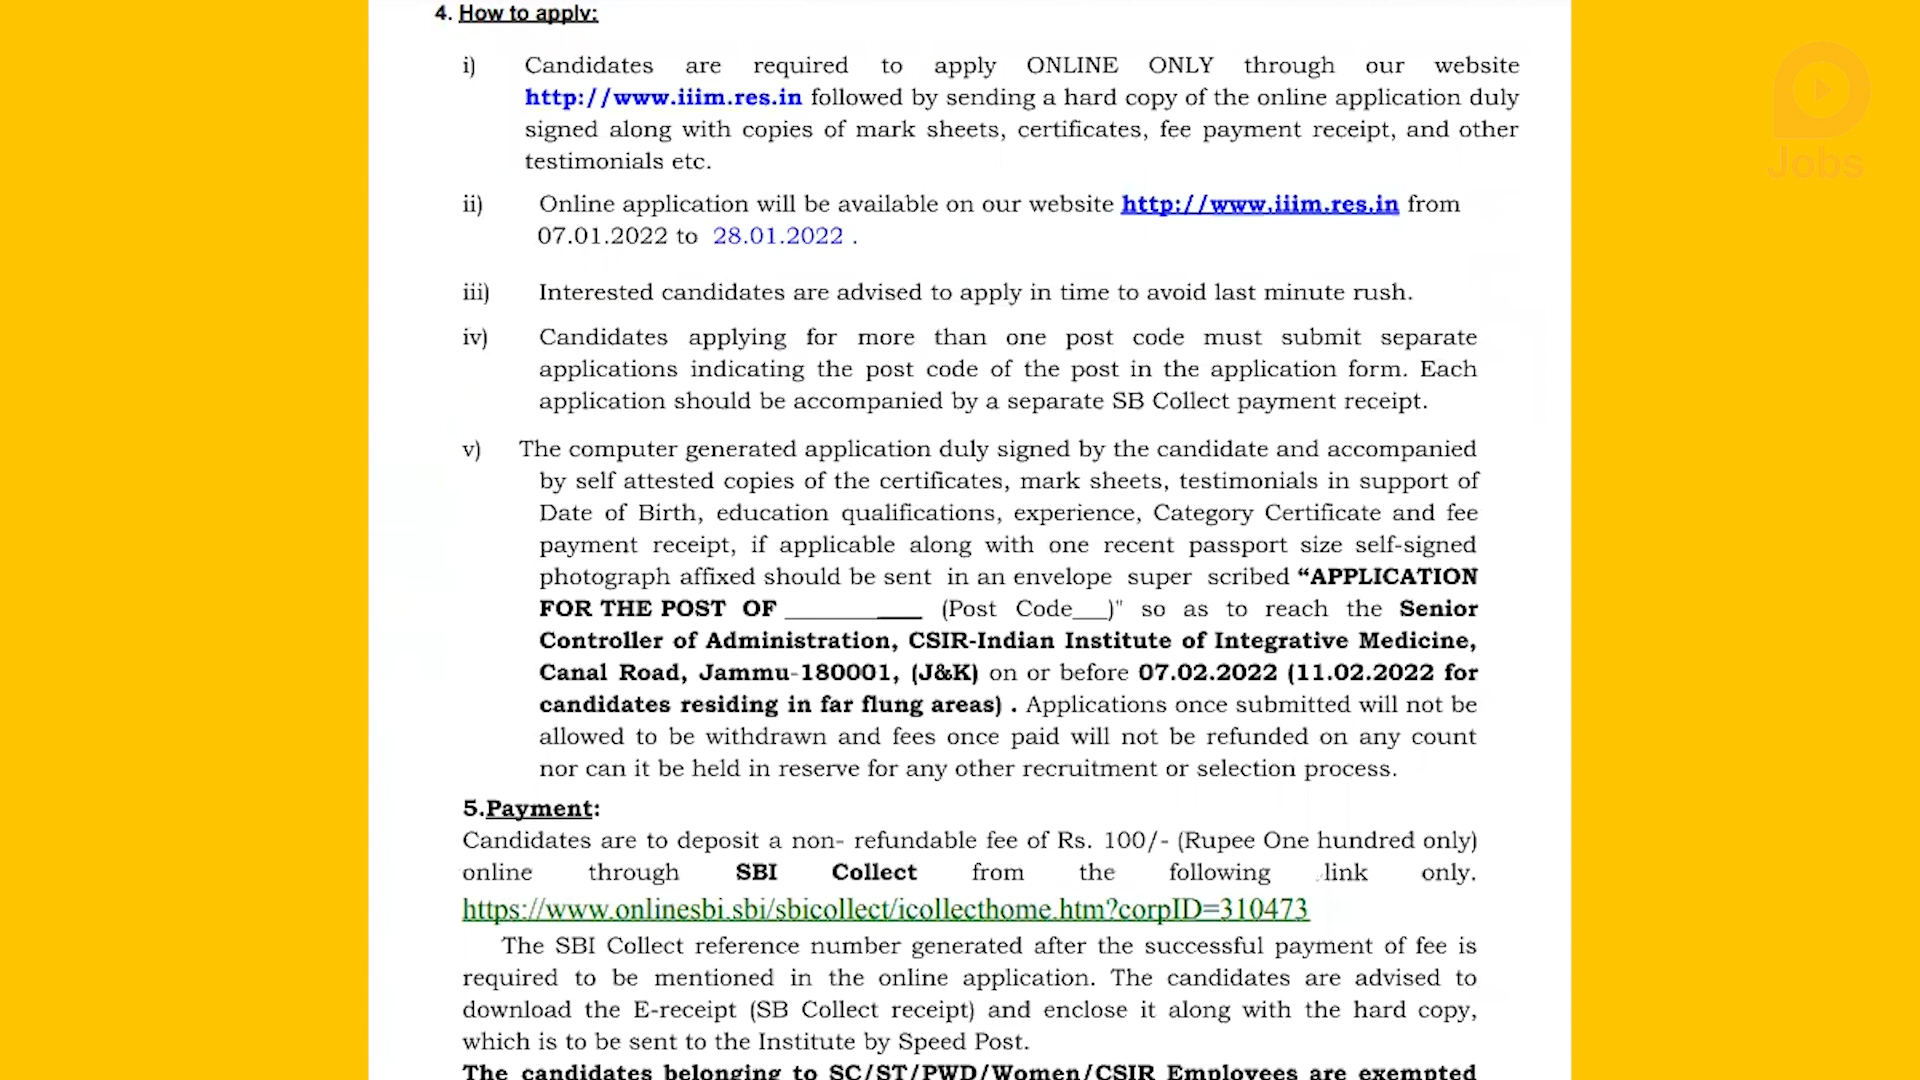 4. How to apply:
i) Candidates are required to apply ONLINE ONLY through our website
http://www.iiim.res.in followed by sending a hard copy of the online application duly
signed along with copies of mark sheets, certificates, fee payment receipt, and other
testimonials etc.
ii) Online application will be available on our website http://www.iiim.res.in from
07.01.2022 to 28.01.2022 .
iii) Interested candidates are advised to apply in time to avoid last minute rush.
iv) Candidates applying for more than one post code must submit separate
applications indicating the post code of the post in the application form. Each
application should be accompanied by a separate SB Collect payment receipt.
v) The computer generated application duly signed by the candidate and accompanied
by self attested copies of the certificates, mark sheets, testimonials in support of
Date of Birth, education qualifications, experience, Category Certificate and fee
payment receipt, if applicable along with one recent passport size self-signed
photograph affixed should be sent in an envelope super scribed “APPLICATION
FOR THE POST OF ____________ (Post Code___)" so as to reach the Senior
Controller of Administration, CSIR-Indian Institute of Integrative Medicine,
Canal Road, Jammu-180001, (J&K) on or before 07.02.2022 (11.02.2022 for
candidates residing in far flung areas) . Applications once submitted will not be
allowed to be withdrawn and fees once paid will not be refunded on any count
nor can it be held in reserve for any other recruitment or selection process.
5.Payment:
Candidates are to deposit a non- refundable fee of Rs. 100/- (Rupee One hundred only)
online through SBI Collect from the following link only.
https://www.onlinesbi.sbi/sbicollect/icollecthome.htm?corpID=310473
The SBI Collect reference number generated after the successful payment of fee is
required to be mentioned in the online application. The candidates are advised to
download the E-receipt (SB Collect receipt) and enclose it along with the hard copy,
which is to be sent to the Institute by Speed Post.
The candidates belonging to SC/ST/PWD/Women/CSIR Employees are exempted
Jobs